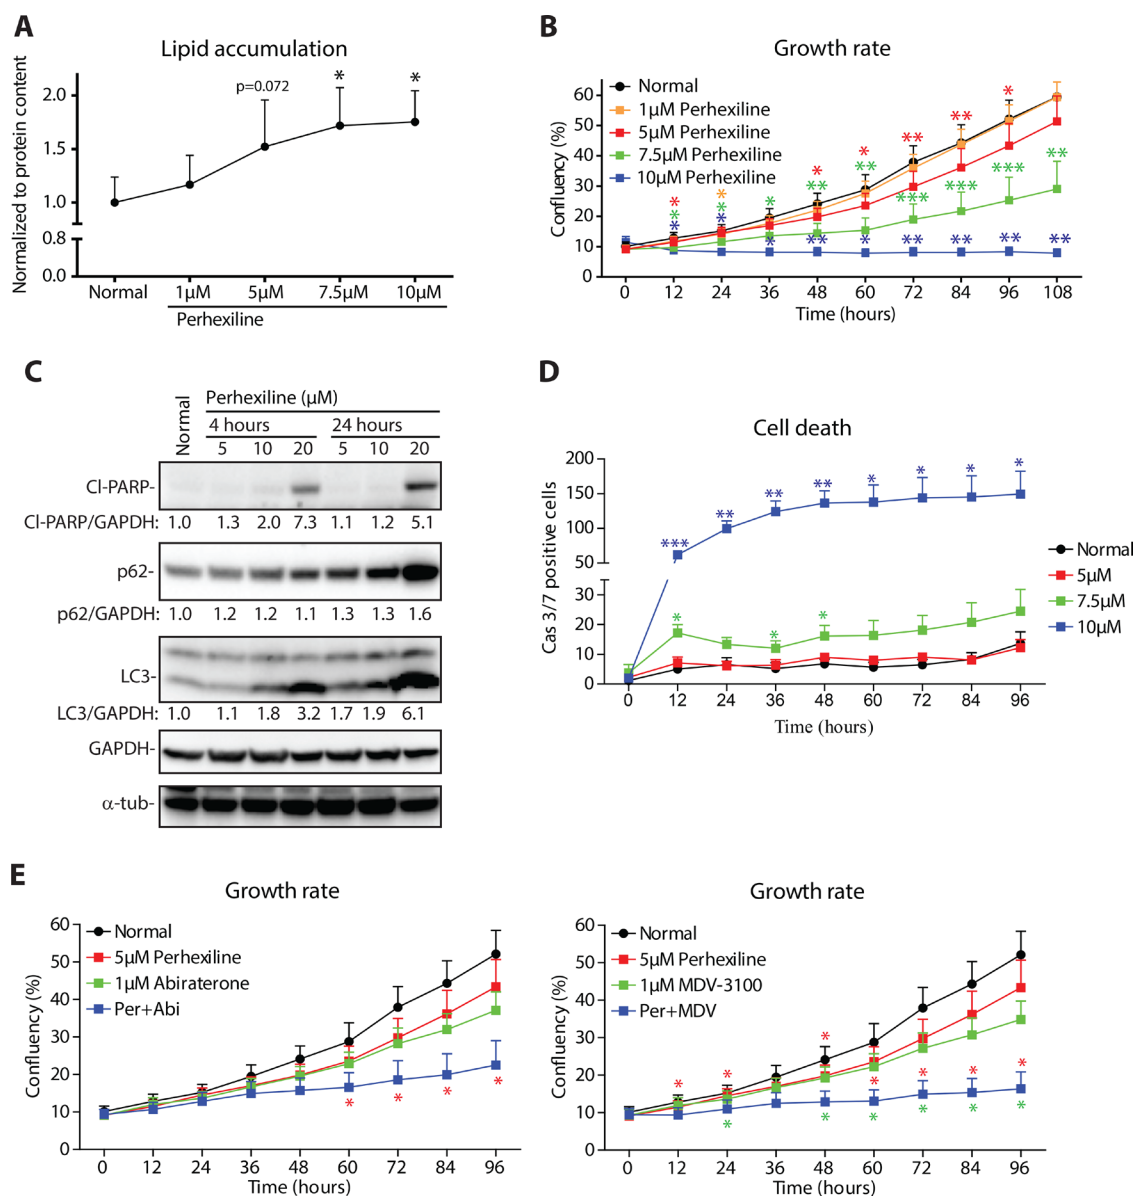 A
Lipid accumulation
Normalized to protein content
2.0
1.5
1.0
0.8
0.0
p=0.072
*
*
Normal
1µM
5µM
7.5µM
10µM
Perhexiline
B
Growth rate
Confluency (%)
60
50
40
30
20
10
0
Normal
1µM Perhexiline
5µM Perhexiline
7.5µM Perhexiline
10µM Perhexiline
* * * * ** ** *
* * * ** ** *** *** *** **
* * * ** * ** ** ** **
0 12 24 36 48 60 72 84 96 108
Time (hours)
C
Normal
Perhexiline (µM)
4 hours 24 hours
5 10 20 5 10 20
Cl-PARP-
Cl-PARP/GAPDH: 1.0 1.3 2.0 7.3 1.1 1.2 5.1
p62-
p62/GAPDH: 1.0 1.2 1.2 1.1 1.3 1.3 1.6
LC3-
LC3/GAPDH: 1.0 1.1 1.8 3.2 1.7 1.9 6.1
GAPDH-
α-tub-
D
Cell death
Cas 3/7 positive cells
200
150
100
50
30
20
10
0
*** ** ** ** * * * *
* * *
Normal
5µM
7.5µM
10µM
0 12 24 36 48 60 72 84 96
Time (hours)
E
Growth rate
Confluency (%)
60
50
40
30
20
10
0
Normal
5µM Perhexiline
1µM Abiraterone
Per+Abi
* * * *
0 12 24 36 48 60 72 84 96
Time (hours)
Growth rate
Confluency (%)
60
50
40
30
20
10
0
Normal
5µM Perhexiline
1µM MDV-3100
Per+MDV
* * * * * * *
* * * * * *
0 12 24 36 48 60 72 84 96
Time (hours)